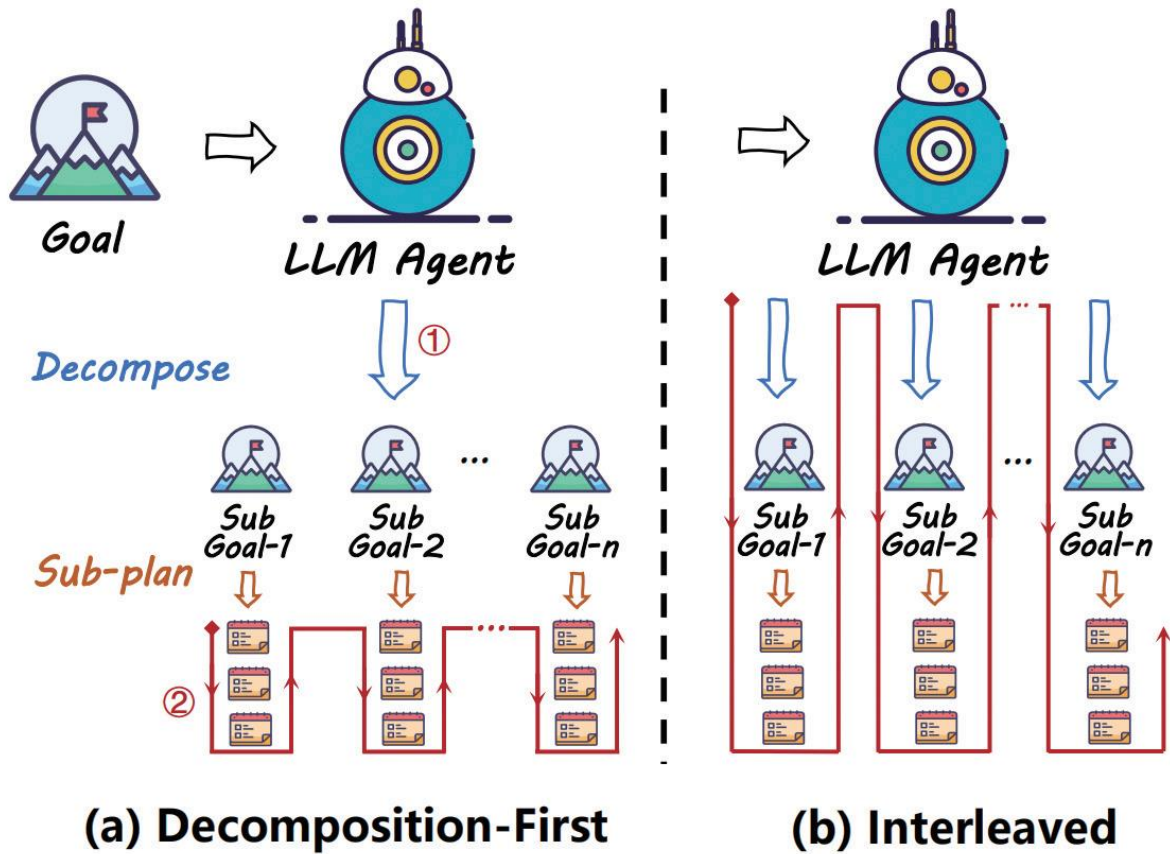 Goal
LLM Agent
LLM Agent
Decompose
①
...
Sub
Goal-1
Sub
Goal-2
...
Sub
Goal-n
Sub
Goal-1
Sub
Goal-2
...
Sub
Goal-n
Sub-plan
...
②
(a) Decomposition-First
(b) Interleaved